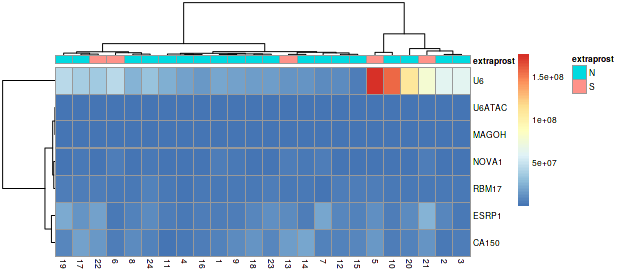 extraprost
extraprost
N
S
U6
U6ATAC
MAGOH
NOVA1
RBM17
ESRP1
CA150
1.5e+08
1e+08
5e+07
19 17 22 6 8 24 11 4 16 1 9 18 23 13 14 7 12 15 5 10 20 21 2 3